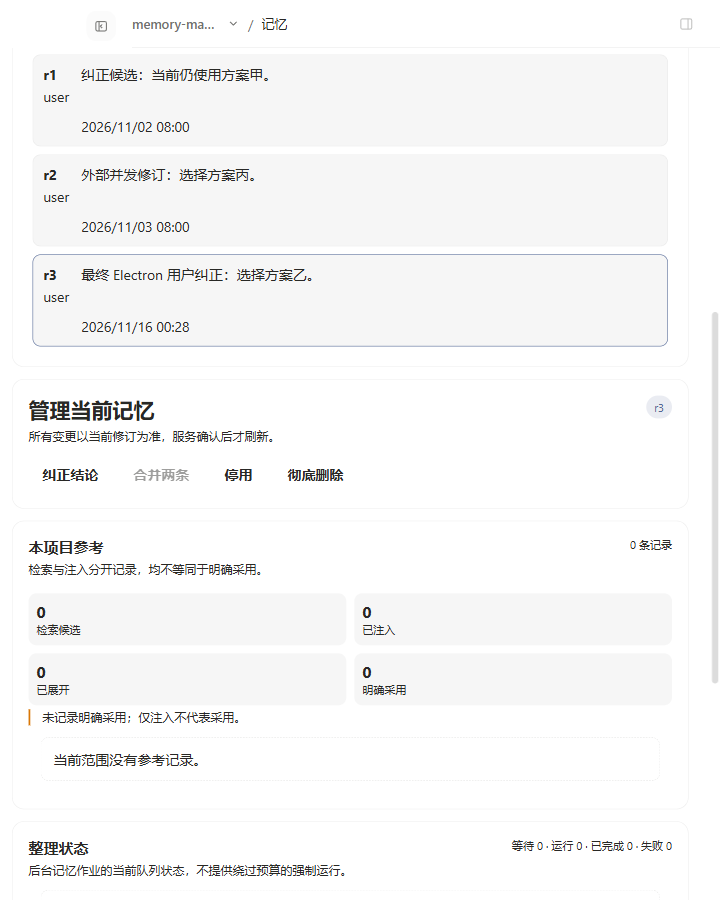 memory-ma... / 记忆
r1 纠正候选：当前仍使用方案甲。
user
2026/11/02 08:00
r2 外部并发修订：选择方案丙。
user
2026/11/03 08:00
r3 最终 Electron 用户纠正：选择方案乙。
user
2026/11/16 00:28
管理当前记忆 r3
所有变更以当前修订为准，服务确认后才刷新。
纠正结论 合并两条 停用 彻底删除
本项目参考 0 条记录
检索与注入分开记录，均不等同于明确采用。
0 0
检索候选 已注入
0 0
已展开 明确采用
未记录明确采用；仅注入不代表采用。
当前范围没有参考记录。
整理状态 等待 0 · 运行 0 · 已完成 0 · 失败 0
后台记忆作业的当前队列状态，不提供绕过预算的强制运行。